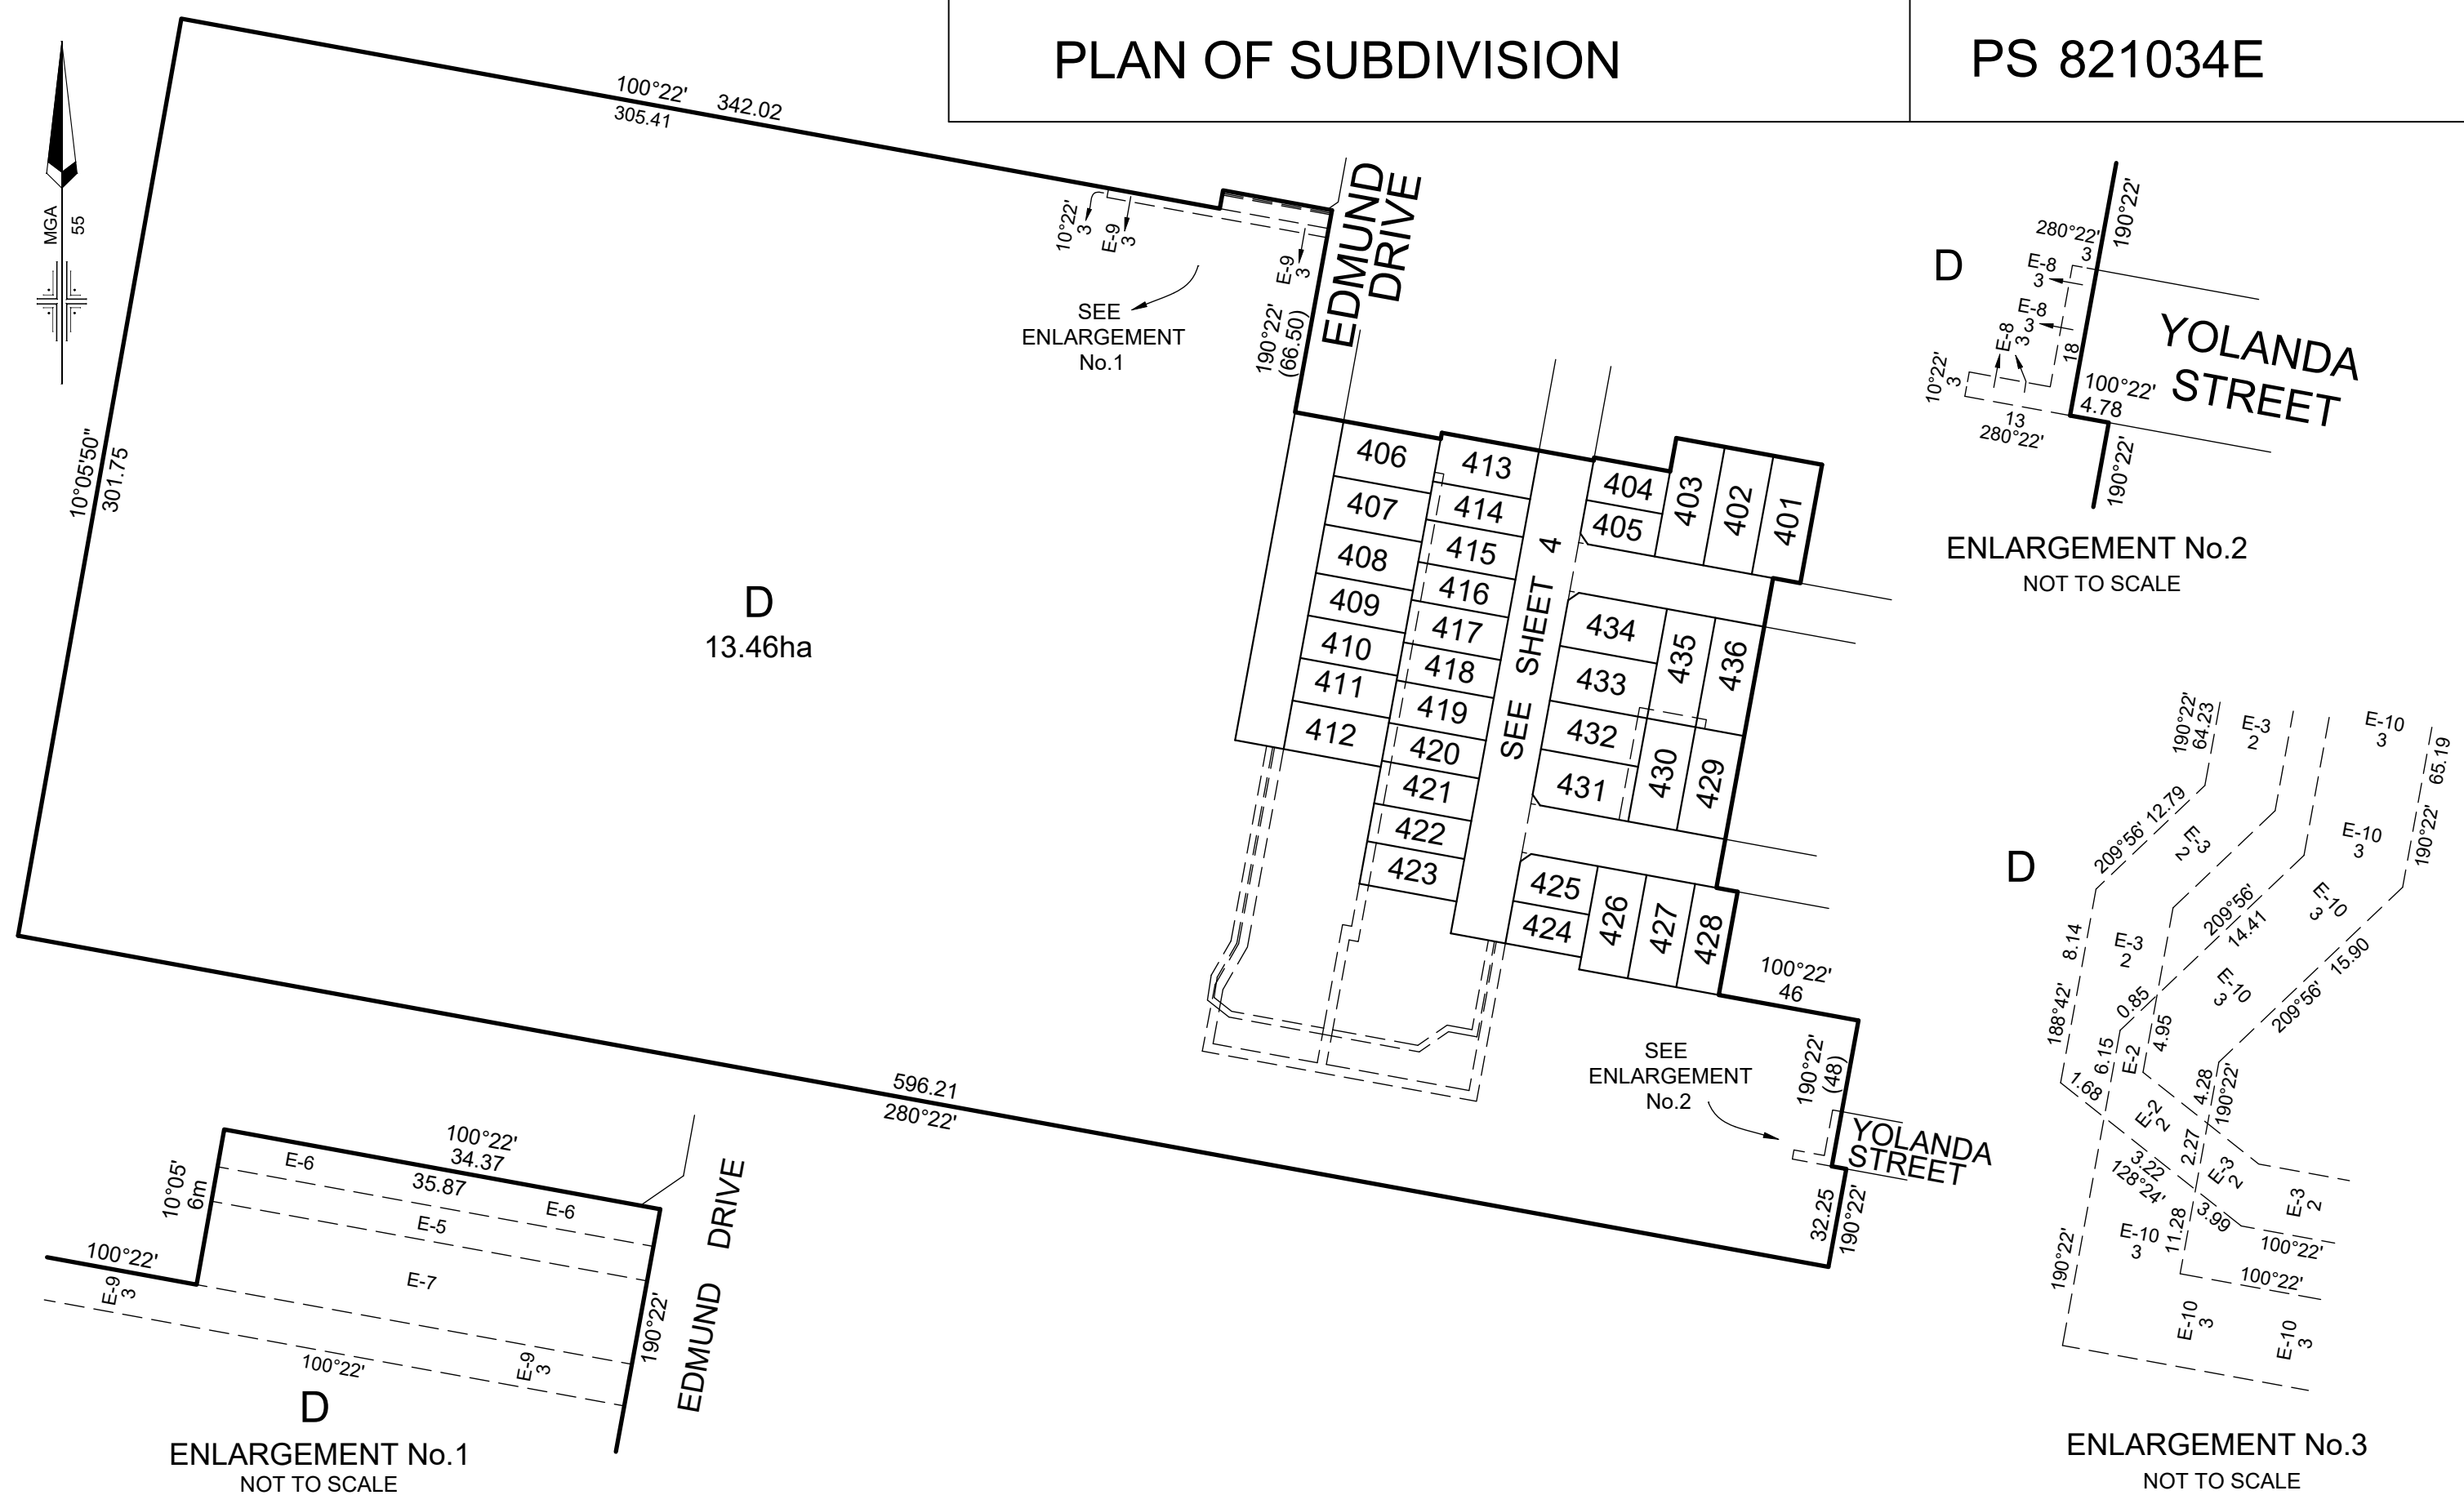 PLAN OF SUBDIVISION
PS 821034E
MGA
55
100°22' 342.02
305.41
10°05'50"
301.75
D
13.46ha
10°22'
3
E-9
3
E-9
3
SEE
ENLARGEMENT
No.1
190°22'
(66.50)
EDMUND
DRIVE
406
407
408
409
410
411
412
413
414
415
416
417
418
419
420
421
422
423
SEE SHEET 4
404
405
403
402
401
434
433
432
431
435
436
430
429
425
424
426
427
428
100°22'
46
190°22'
(48)
SEE
ENLARGEMENT
No.2
YOLANDA
STREET
32.25
190°22'
596.21
280°22'
100°22'
34.37
35.87
10°05'
6m
E-6
E-6
E-5
E-7
100°22'
E-9
3
E-9
3
100°22'
190°22'
EDMUND DRIVE
D
ENLARGEMENT No.1
NOT TO SCALE
190°22'
280°22'
3
D
E-8
3
E-8
3
E-8
3
18
10°22'
3
13
280°22'
100°22'
4.78
190°22'
YOLANDA
STREET
ENLARGEMENT No.2
NOT TO SCALE
190°22'
64.23
E-3
2
E-10
3
65.19
190°22'
209°56' 12.79
E-3
2
E-10
3
D
209°56'
14.41
E-10
3
8.14
188°42'
E-3
2
0.85
E-10
3
15.90
209°56'
4.95
6.15
E-2
2
1.68
E-2
4.28
190°22'
2.27
3.22
128°24'
E-3
2
3.99
E-3
2
E-10
3
11.28
190°22'
100°22'
100°22'
E-10
3
E-10
3
ENLARGEMENT No.3
NOT TO SCALE